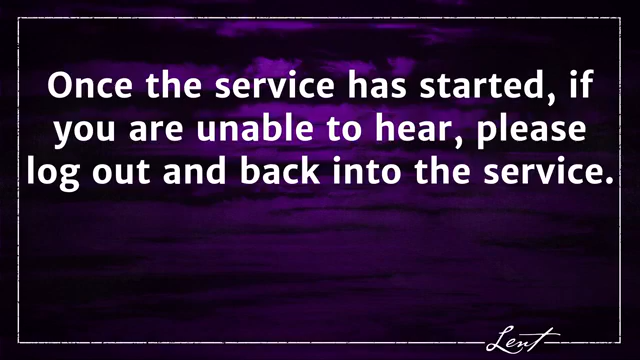 Once the service has started, if
you are unable to hear, please
log out and back into the service.
Lent